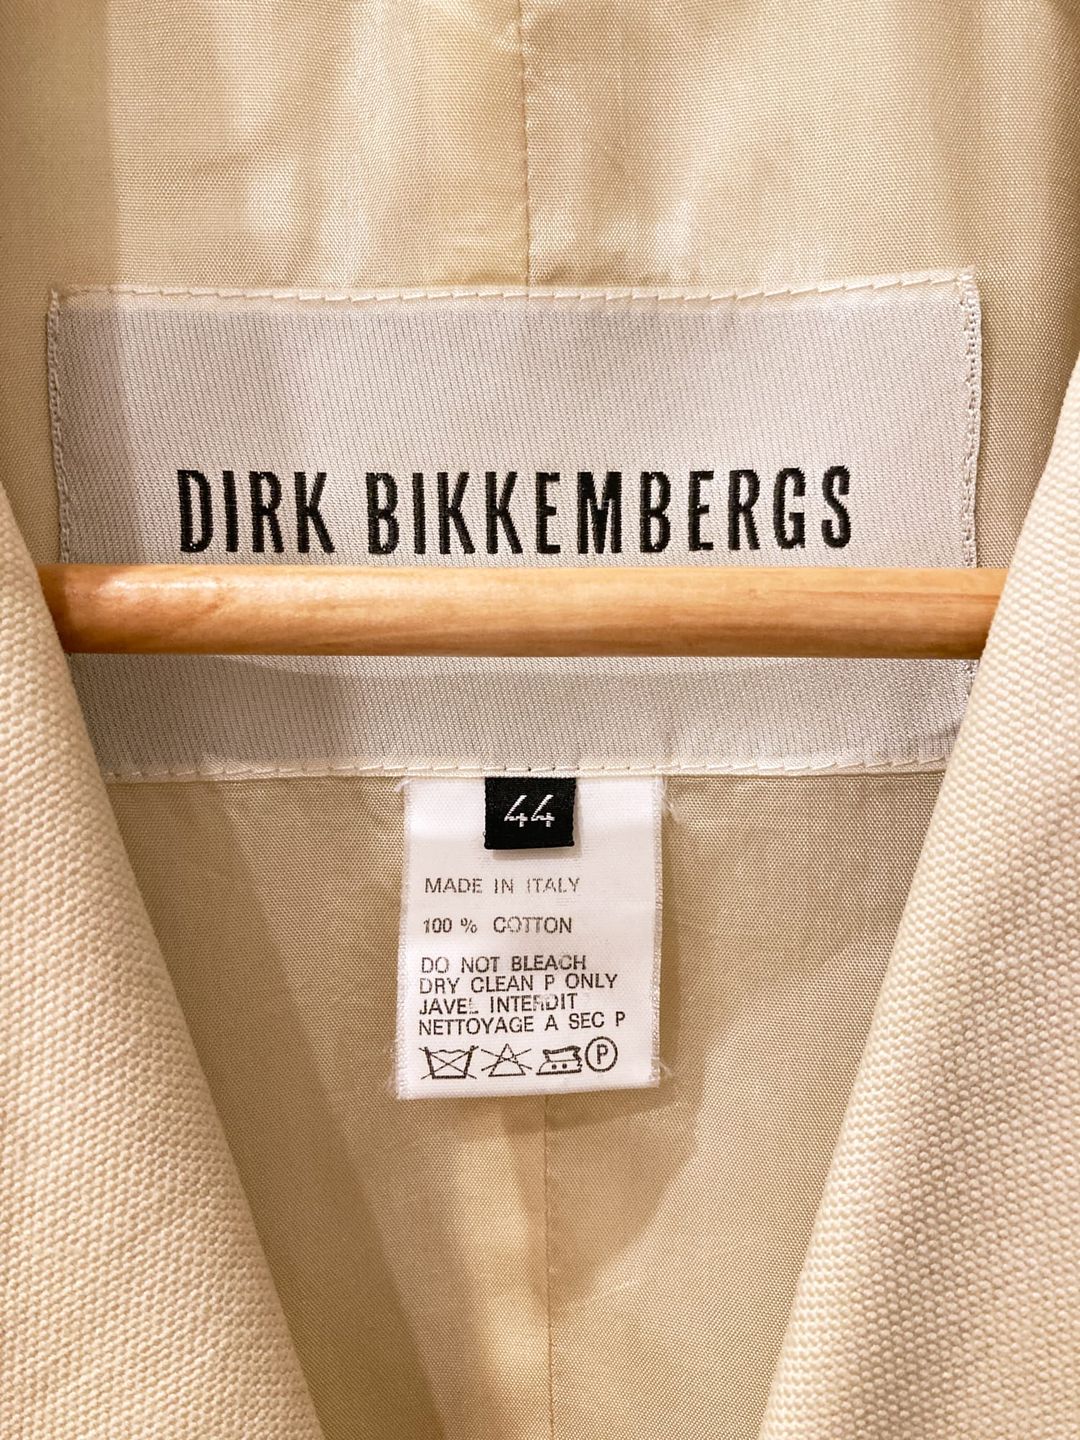 DIRK BIKKEMBERGS
44
MADE IN ITALY
100 % COTTON
DO NOT BLEACH
DRY CLEAN P ONLY
JAVEL INTERDIT
NETTOYAGE A SEC P
P